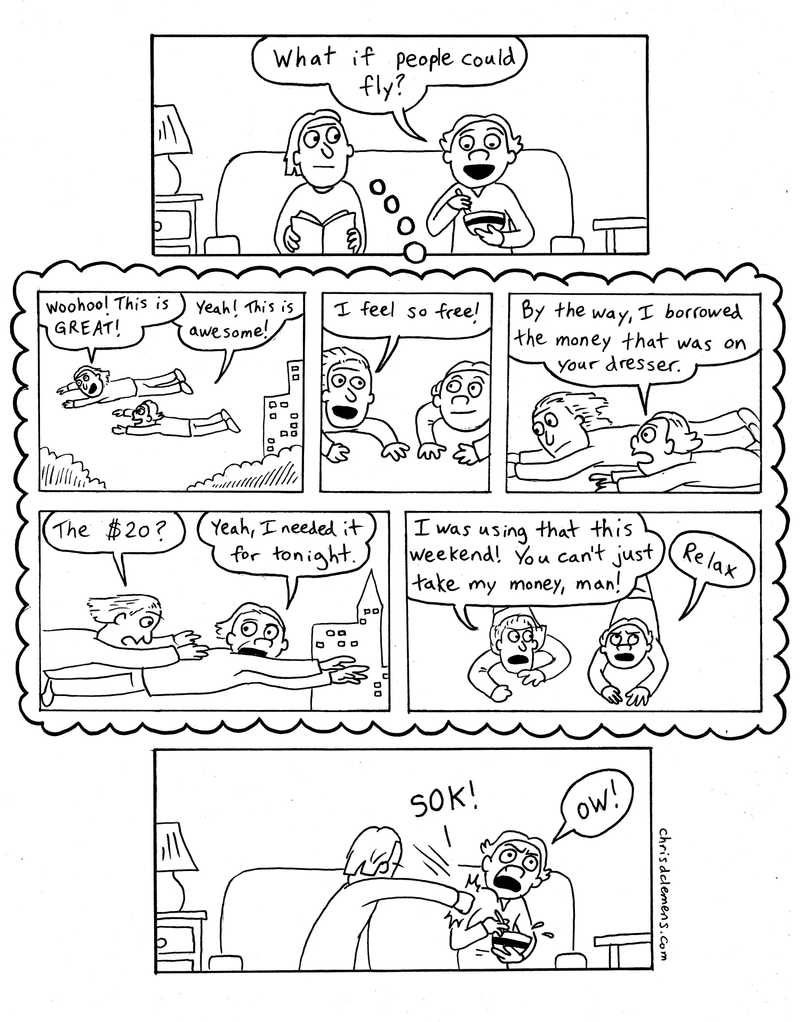 What if people could
fly?
Woohoo! This is
GREAT!
Yeah! This is
awesome!
I feel so free!
By the way, I borrowed
the money that was on
your dresser.
The $20?
Yeah, I needed it
for tonight.
I was using that this
weekend! You can't just
take my money, man!
Relax
SOK!
OW!
chrisdclemens.com